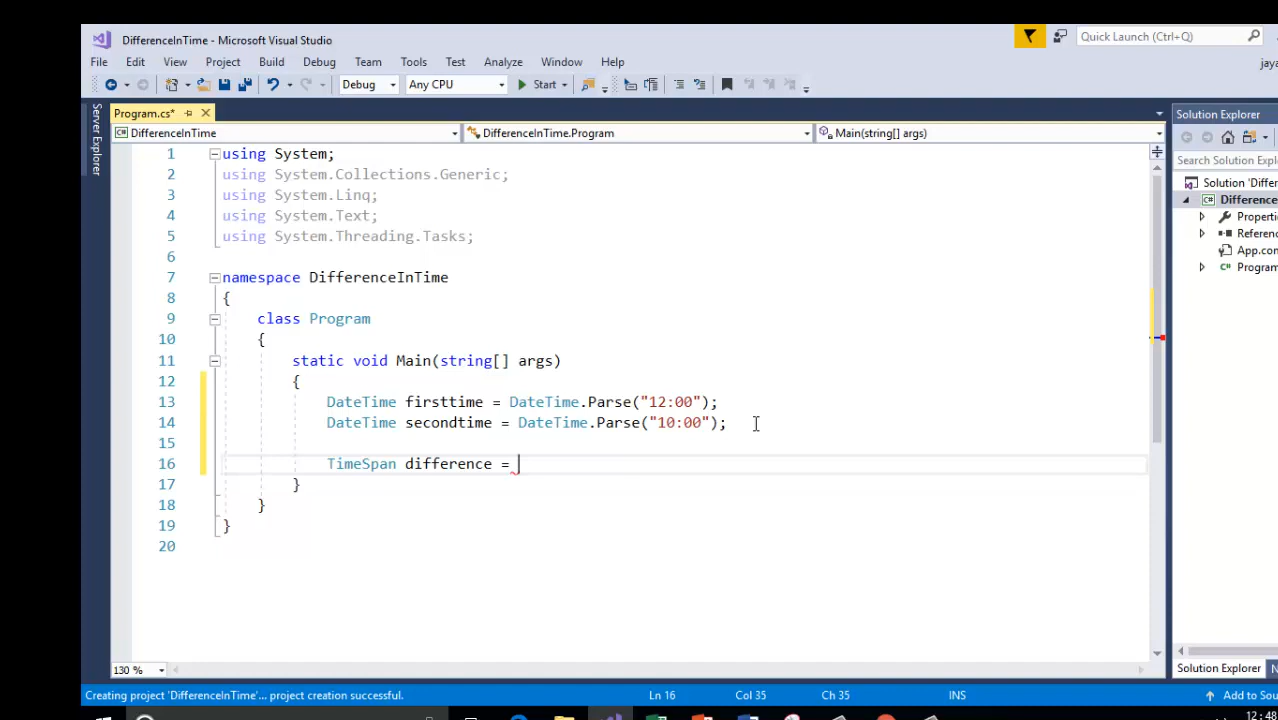 DifferenceInTime - Microsoft Visual Studio
Quick Launch (Ctrl+Q)
File Edit View Project Build Debug Team Tools Test Analyze Window Help
jaya
Debug Any CPU Start
Server Explorer
Program.cs*
Solution Explorer
DifferenceInTime DifferenceInTime.Program Main(string[] args)
Search Solution Expl
Solution 'Differ
Difference
Properti
Referenc
App.con
Program
1 using System;
2 using System.Collections.Generic;
3 using System.Linq;
4 using System.Text;
5 using System.Threading.Tasks;
6
7 namespace DifferenceInTime
8 {
9 class Program
10 {
11 static void Main(string[] args)
12 {
13 DateTime firsttime = DateTime.Parse("12:00");
14 DateTime secondtime = DateTime.Parse("10:00");
15
16 TimeSpan difference =
17 }
18 }
19 }
20
130 %
Solution Explorer
Creating project 'DifferenceInTime'... project creation successful. Ln 16 Col 35 Ch 35 INS Add to Sou